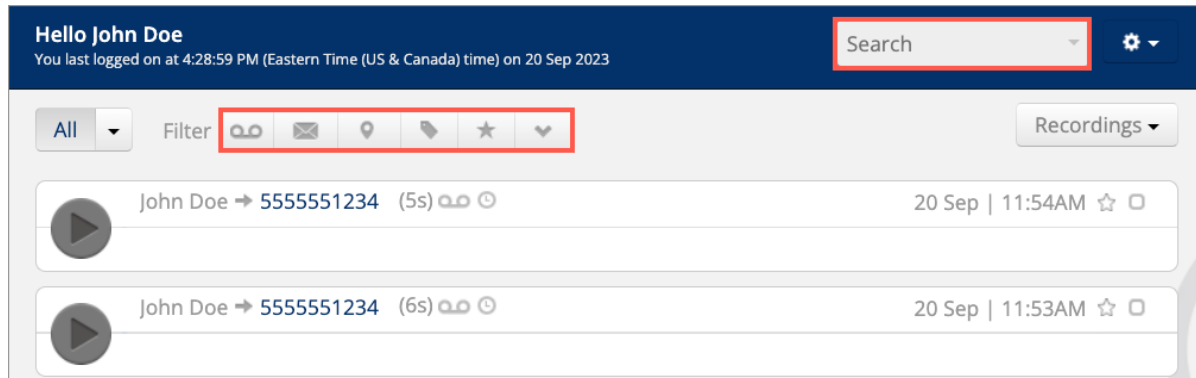 Hello John Doe
You last logged on at 4:28:59 PM (Eastern Time (US & Canada) time) on 20 Sep 2023
Search
All
Filter
Recordings
John Doe ➔ 5555551234 (5s)
20 Sep | 11:54AM
John Doe ➔ 5555551234 (6s)
20 Sep | 11:53AM